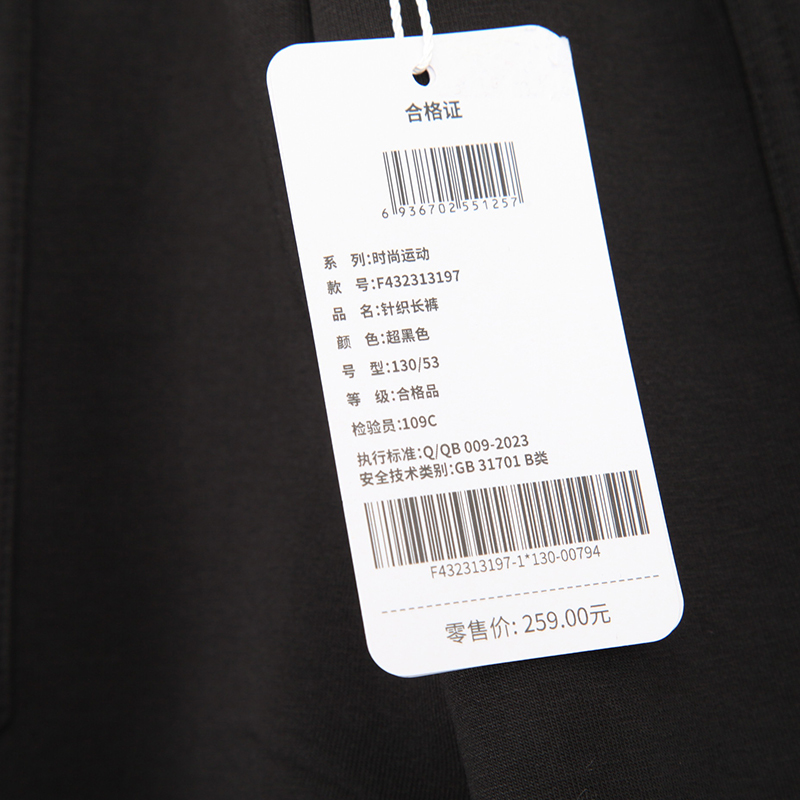 合格证
6 936702 551257
系 列:时尚运动
款 号:F432313197
品 名:针织长裤
颜 色:超黑色
号 型:130/53
等 级:合格品
检验员:109C
执行标准:Q/QB 009-2023
安全技术类别:GB 31701 B类
F432313197-1*130-00794
零售价: 259.00元